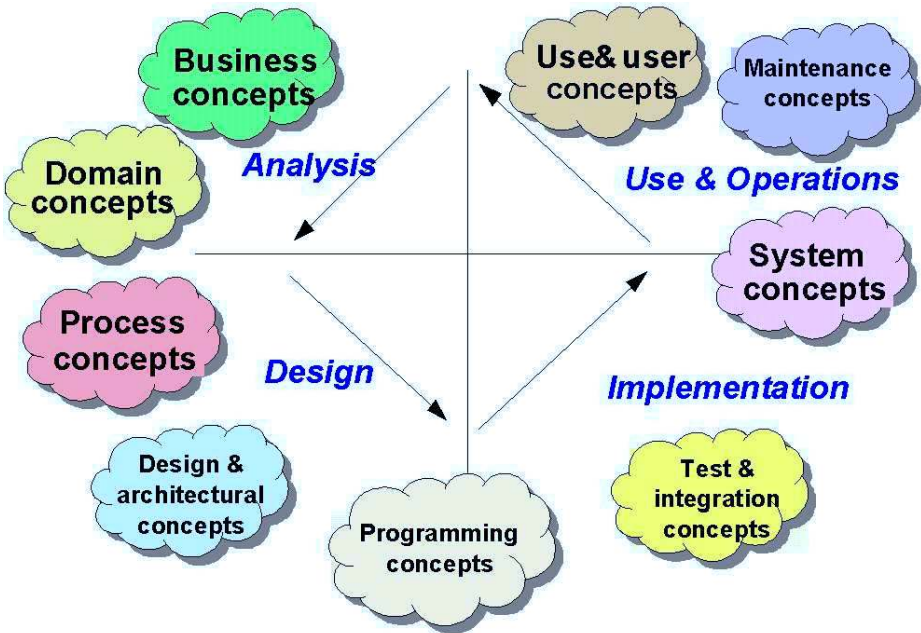 Business
concepts
Use& user
concepts
Maintenance
concepts
Domain
concepts
Analysis
Use & Operations
System
concepts
Process
concepts
Design
Implementation
Design &
architectural
concepts
Programming
concepts
Test &
integration
concepts